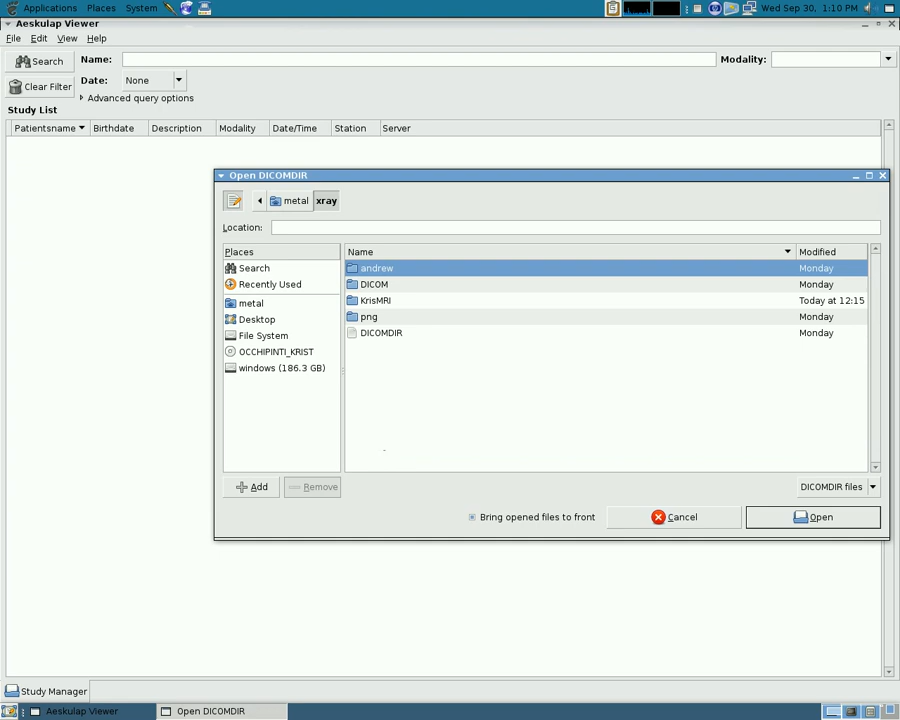 Applications Places System Wed Sep 30, 1:10 PM
Aeskulap Viewer
File Edit View Help
Search Name: Modality:
Clear Filter Date: None
Advanced query options
Study List
Patientsname Birthdate Description Modality Date/Time Station Server
Open DICOMDIR
metal xray
Location:
Places Name Modified
Search andrew Monday
Recently Used DICOM Monday
metal KrisMRI Today at 12:15
Desktop png Monday
File System DICOMDIR Monday
OCCHIPINTI_KRIST
windows (186.3 GB)
Add Remove DICOMDIR files
Bring opened files to front Cancel Open
Study Manager
Aeskulap Viewer Open DICOMDIR